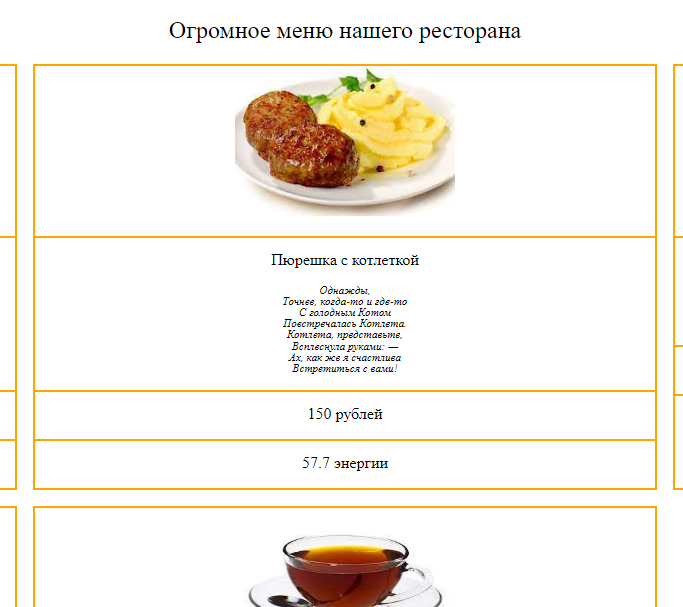 Огромное меню нашего ресторана
Пюрешка с котлеткой
Однажды,
Точнее, когда-то и где-то
С голодным Котом
Повстречалась Котлета.
Котлета, представьте,
Всплеснула руками: —
Ах, как же я счастлива
Встретиться с вами!
150 рублей
57.7 энергии